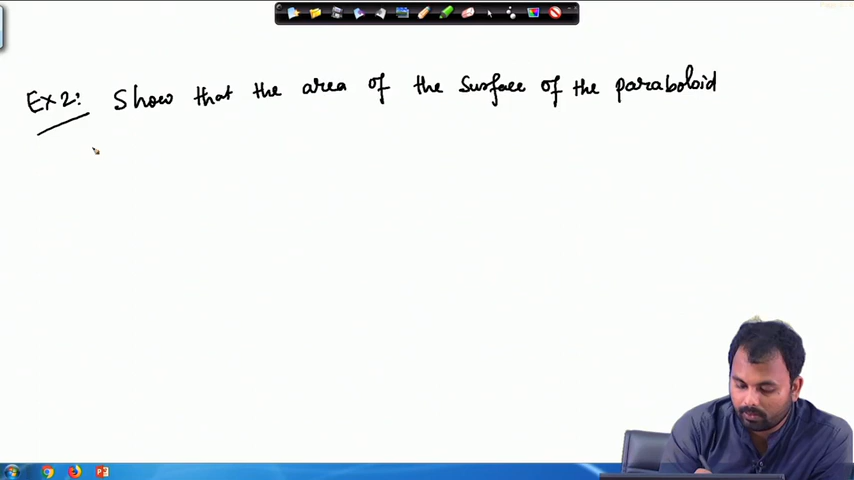 Ex 2: Show that the area of the Surface of the paraboloid